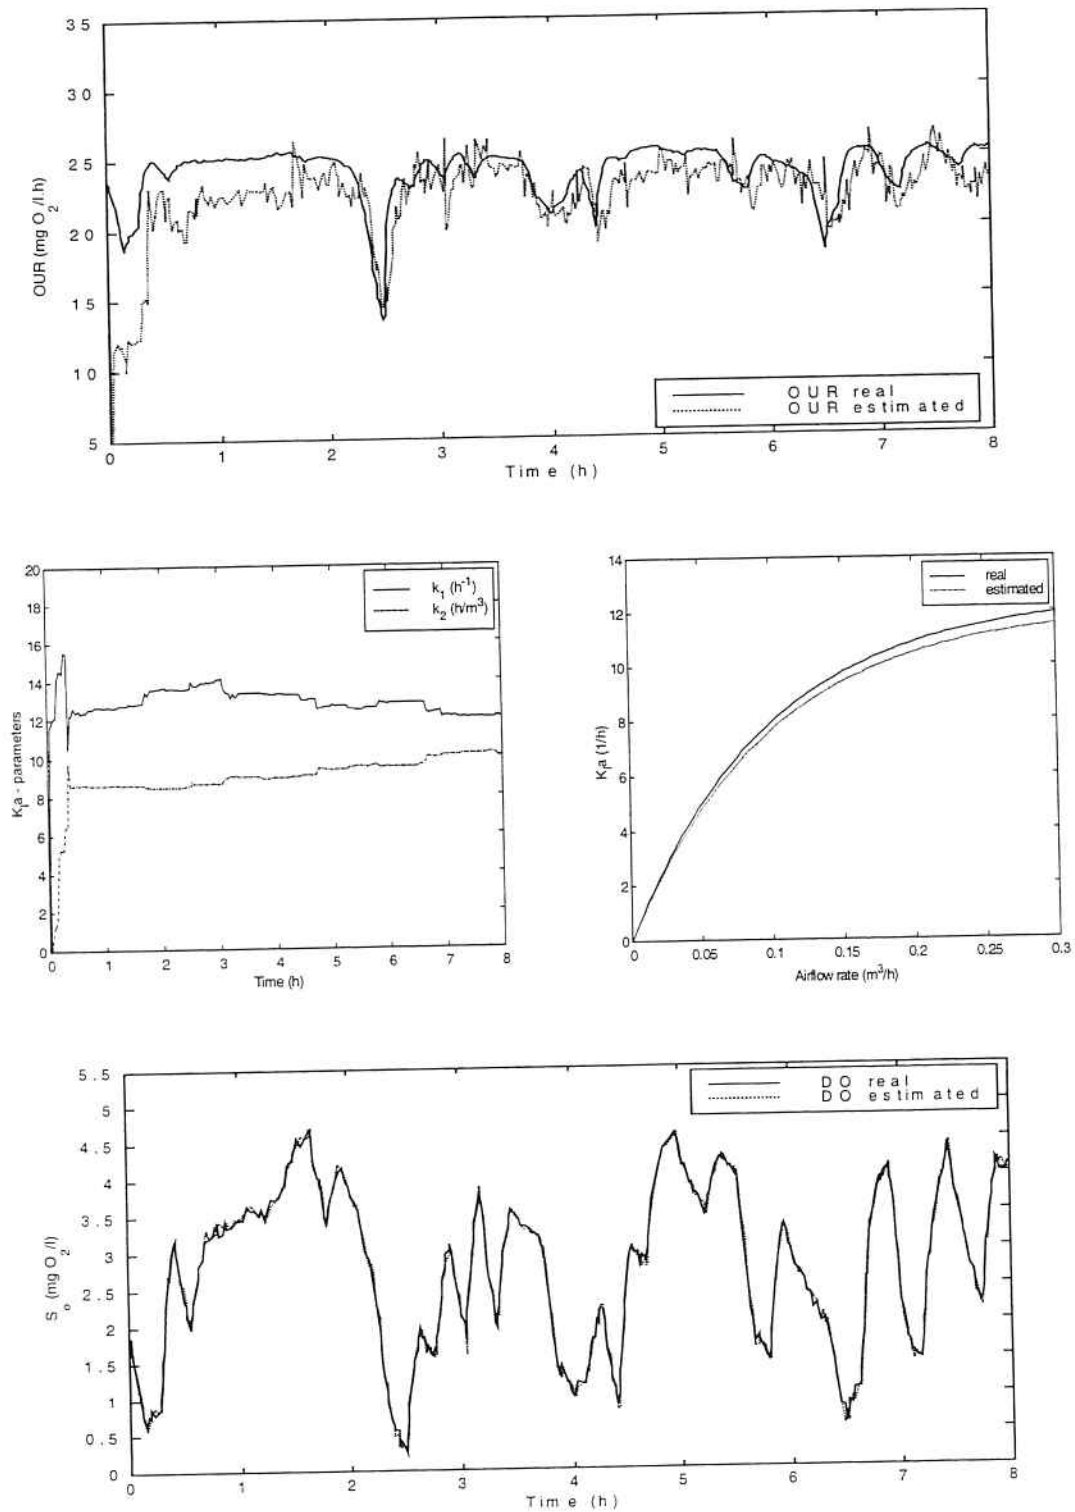 35
30
25
20
15
10
5
OUR (mg O2/l.h)
OUR real
OUR estimated
0 1 2 3 4 5 6 7 8
Time (h)
20
18
16
14
12
10
8
6
4
2
0
Kla - parameters
k1 (h-1)
k2 (h/m3)
0 1 2 3 4 5 6 7 8
Time (h)
14
12
10
8
6
4
2
0
Kla (1/h)
real
estimated
0 0.05 0.1 0.15 0.2 0.25 0.3
Airflow rate (m3/h)
5.5
5
4.5
4
3.5
3
2.5
2
1.5
1
0.5
0
So (mg O2/l)
DO real
DO estimated
0 1 2 3 4 5 6 7 8
Time (h)